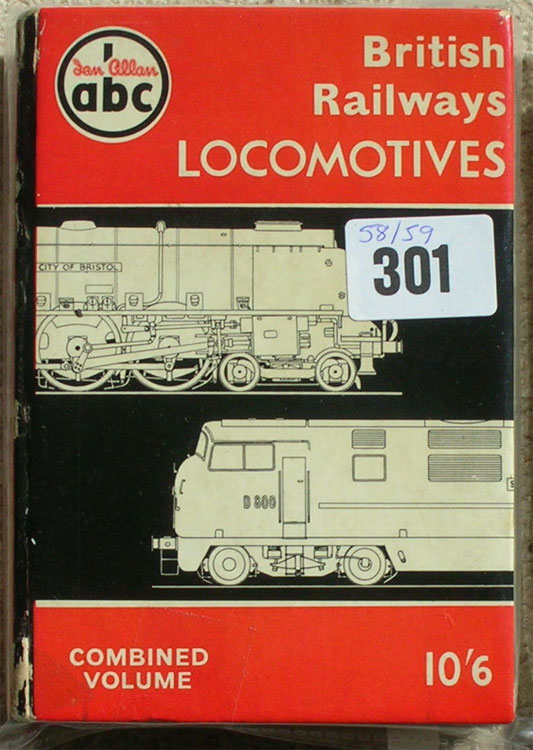 Ian Allan
abc
British
Railways
LOCOMOTIVES
58/59
301
CITY OF BRISTOL
D 800
COMBINED
VOLUME
10'6